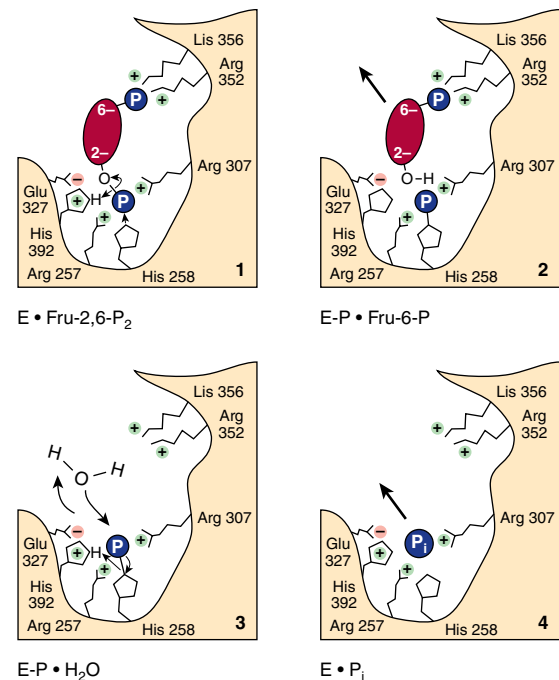 Lis 356
Arg
352
+
P
+
6–
2–
O
Arg 307
–
+
H
P
+
+
Glu
327
His
392
Arg 257
His 258
1
E • Fru-2,6-P₂
Lis 356
Arg
352
+
P
+
6–
2–
O–H
Arg 307
–
+
P
+
+
Glu
327
His
392
Arg 257
His 258
2
E-P • Fru-6-P
Lis 356
Arg
352
+
+
H
O
H
Arg 307
–
+
H
P
+
+
Glu
327
His
392
Arg 257
His 258
3
E-P • H₂O
Lis 356
Arg
352
+
+
Arg 307
–
+
Pᵢ
+
+
Glu
327
His
392
Arg 257
His 258
4
E • Pᵢ